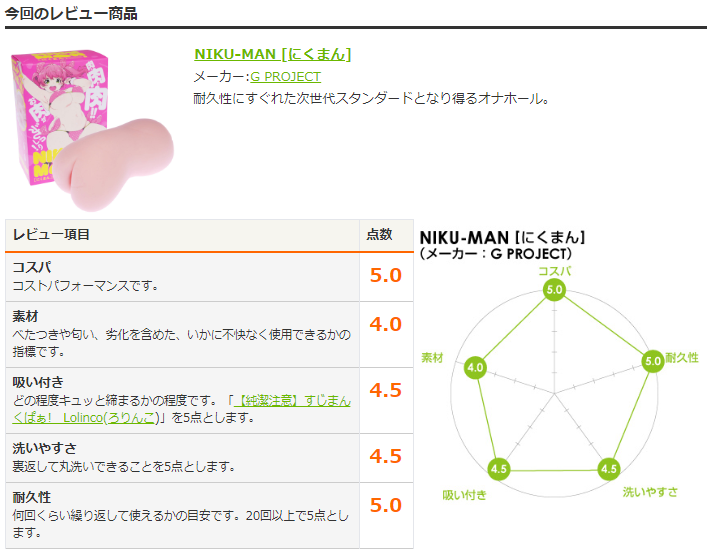 今回のレビュー商品
NIKU-MAN [にくまん]
メーカー:G PROJECT
耐久性にすぐれた次世代スタンダードとなり得るオナホール。
レビュー項目 点数
コスパ
コストパフォーマンスです。
5.0
素材
べたつきや匂い、劣化を含めた、いかに不快なく使用できるかの
指標です。
4.0
吸い付き
どの程度キュッと締まるかの程度です。「【純潔注意】すじまん
くぱぁ! Lolinco(ろりんこ)」を5点とします。
4.5
洗いやすさ
裏返して丸洗いできることを5点とします。
4.5
耐久性
何回くらい繰り返して使えるかの目安です。20回以上で5点とし
ます。
5.0
NIKU-MAN [にくまん]
(メーカー:G PROJECT)
コスパ
5.0
耐久性
5.0
洗いやすさ
4.5
吸い付き
4.5
素材
4.0